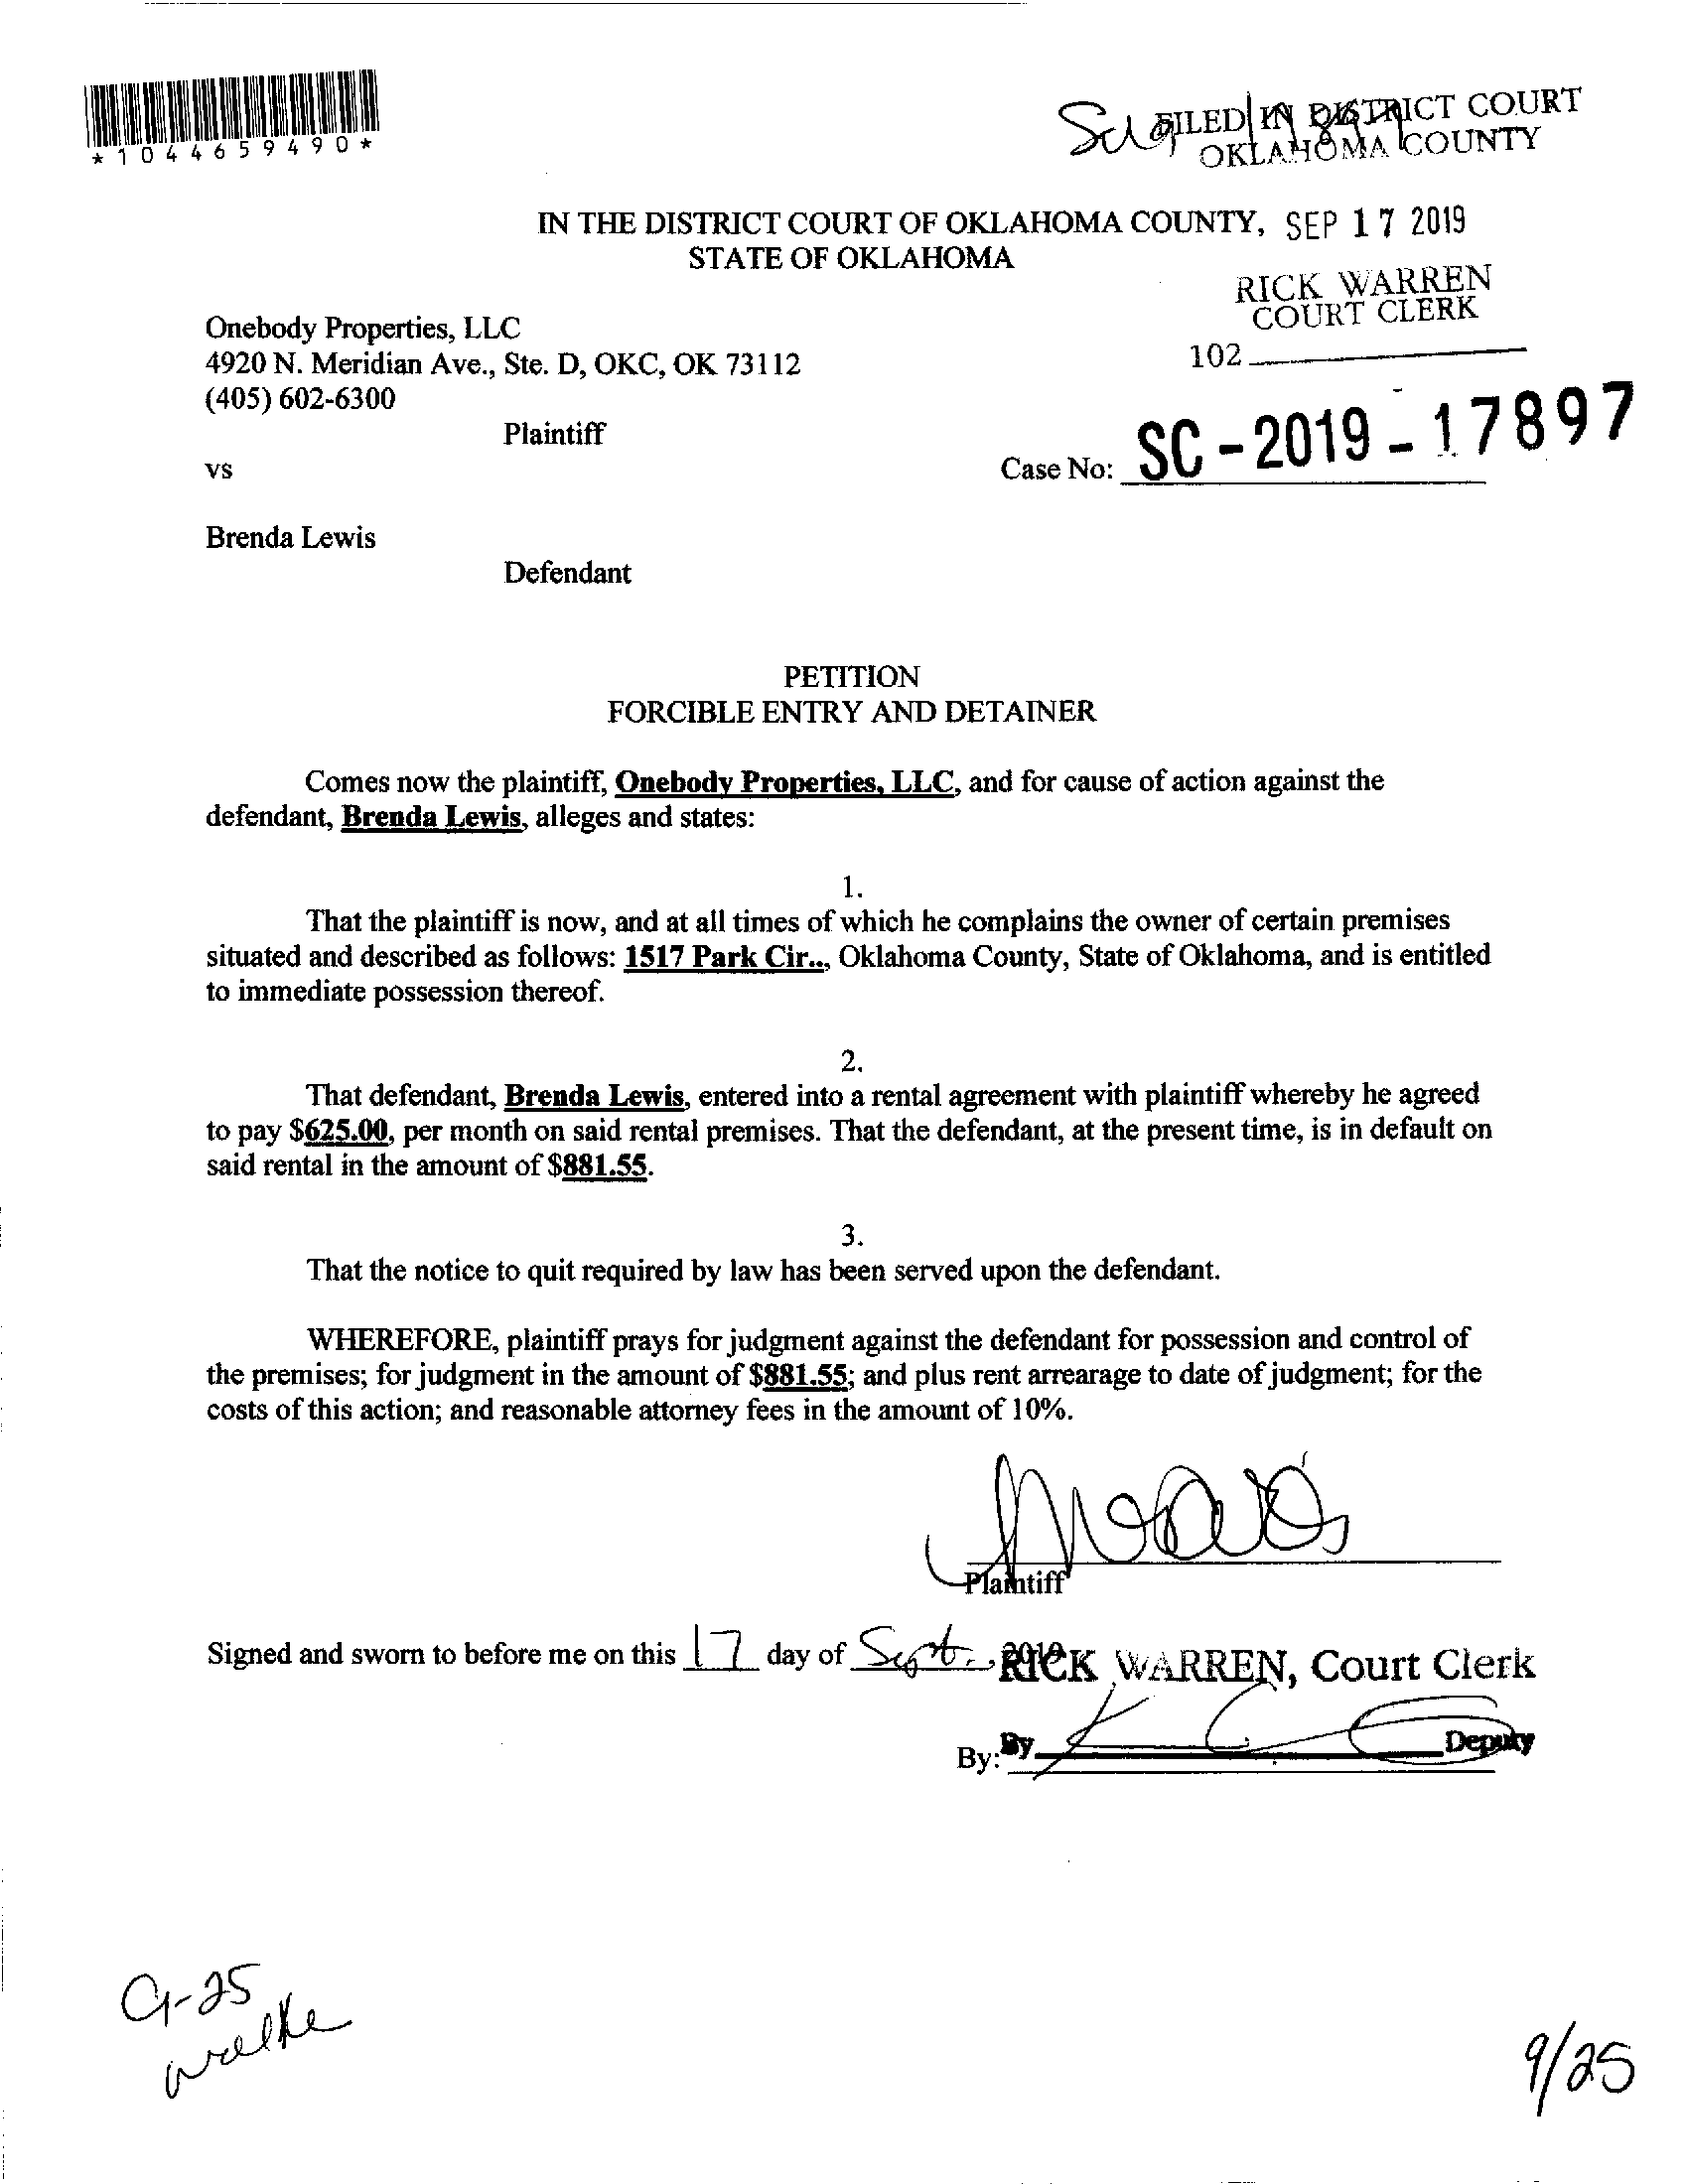 *1044659490*
FILED IN DISTRICT COURT
OKLAHOMA COUNTY
IN THE DISTRICT COURT OF OKLAHOMA COUNTY, SEP 17 2019
STATE OF OKLAHOMA
RICK WARREN
COURT CLERK
102
Onebody Properties, LLC
4920 N. Meridian Ave., Ste. D, OKC, OK 73112
(405) 602-6300
Plaintiff
vs
Case No: SC-2019-17897
Brenda Lewis
Defendant
PETITION
FORCIBLE ENTRY AND DETAINER
Comes now the plaintiff, Onebody Properties, LLC, and for cause of action against the
defendant, Brenda Lewis, alleges and states:
1.
That the plaintiff is now, and at all times of which he complains the owner of certain premises
situated and described as follows: 1517 Park Cir.., Oklahoma County, State of Oklahoma, and is entitled
to immediate possession thereof.
2.
That defendant, Brenda Lewis, entered into a rental agreement with plaintiff whereby he agreed
to pay $625.00, per month on said rental premises. That the defendant, at the present time, is in default on
said rental in the amount of $881.55.
3.
That the notice to quit required by law has been served upon the defendant.
WHEREFORE, plaintiff prays for judgment against the defendant for possession and control of
the premises; for judgment in the amount of $881.55; and plus rent arrearage to date of judgment; for the
costs of this action; and reasonable attorney fees in the amount of 10%.
Plaintiff
Signed and sworn to before me on this 17 day of Sept., 2019
RICK WARREN, Court Clerk
By: By Deputy
9-25
walke
9/25